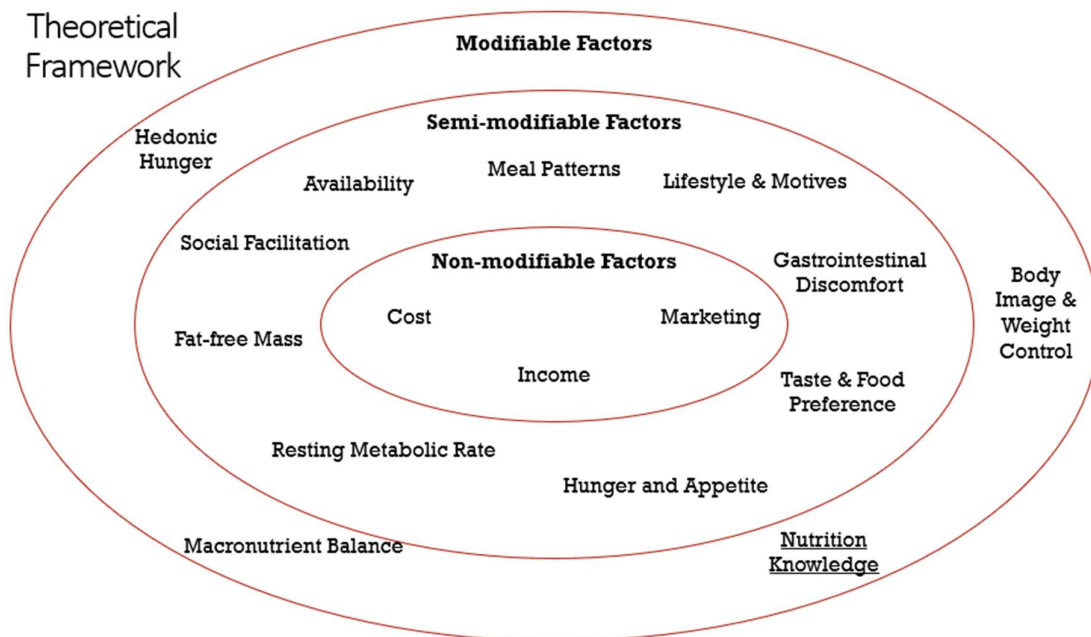 Theoretical
Framework
Modifiable Factors
Semi-modifiable Factors
Hedonic
Hunger
Meal Patterns
Availability
Lifestyle & Motives
Social Facilitation
Non-modifiable Factors
Gastrointestinal
Discomfort
Body
Image &
Weight
Control
Cost
Marketing
Fat-free Mass
Income
Taste & Food
Preference
Resting Metabolic Rate
Hunger and Appetite
Macronutrient Balance
Nutrition
Knowledge